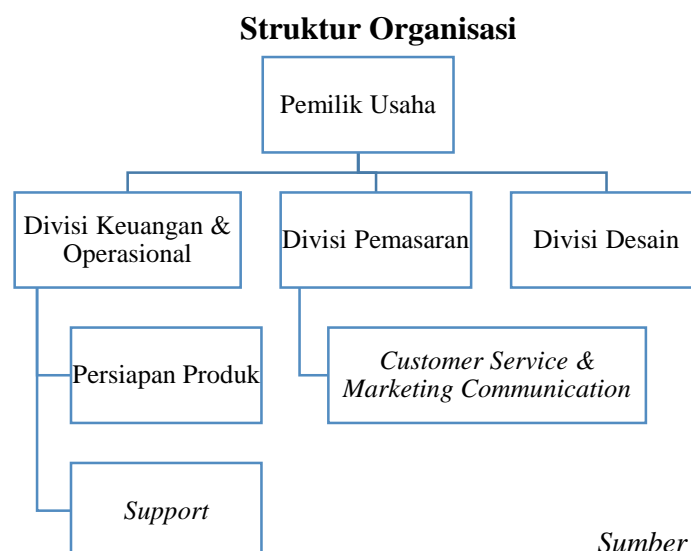 Struktur Organisasi
Pemilik Usaha
Divisi Keuangan &
Operasional
Divisi Pemasaran
Divisi Desain
Persiapan Produk
Customer Service &
Marketing Communication
Support
Sumber